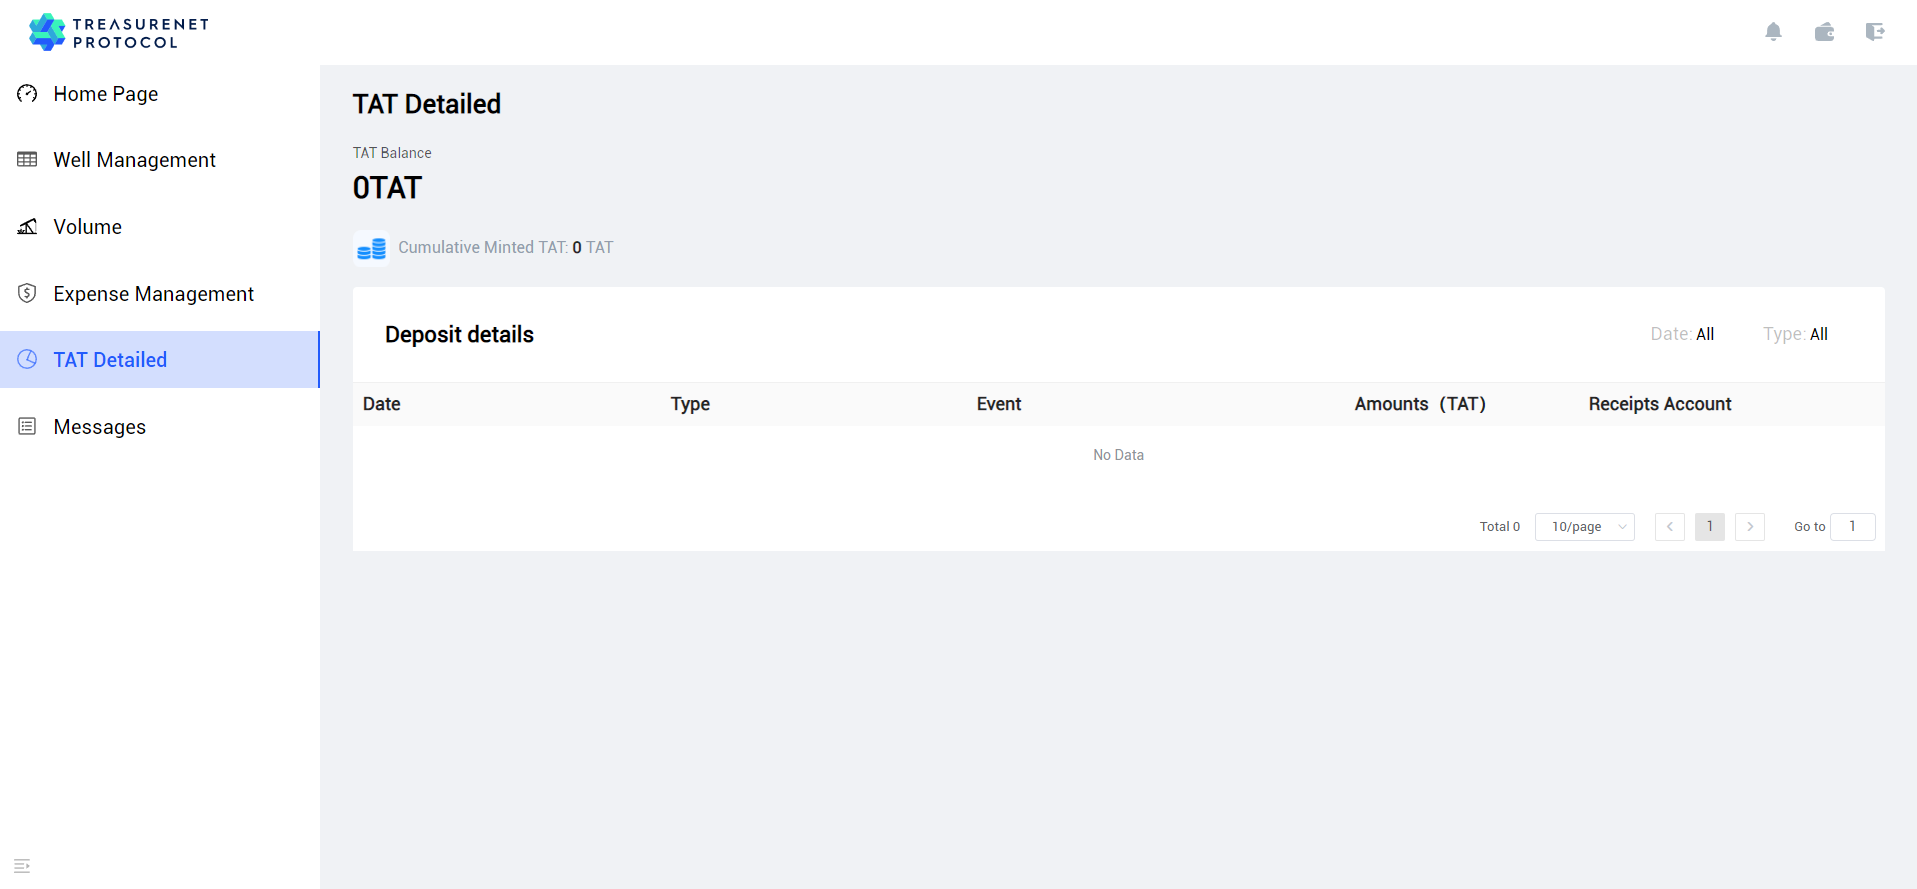 TREASURENET
PROTOCOL
Home Page
Well Management
Volume
Expense Management
TAT Detailed
Messages
TAT Detailed
TAT Balance
0TAT
Cumulative Minted TAT: 0 TAT
Deposit details
Date: All
Type: All
Date Type Event Amounts（TAT） Receipts Account
No Data
Total 0 10/page 1 Go to 1